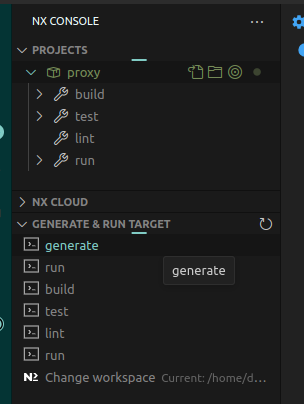 NX CONSOLE
PROJECTS
proxy
build
test
lint
run
NX CLOUD
GENERATE & RUN TARGET
generate
run
generate
build
test
lint
run
Change workspace Current: /home/d...